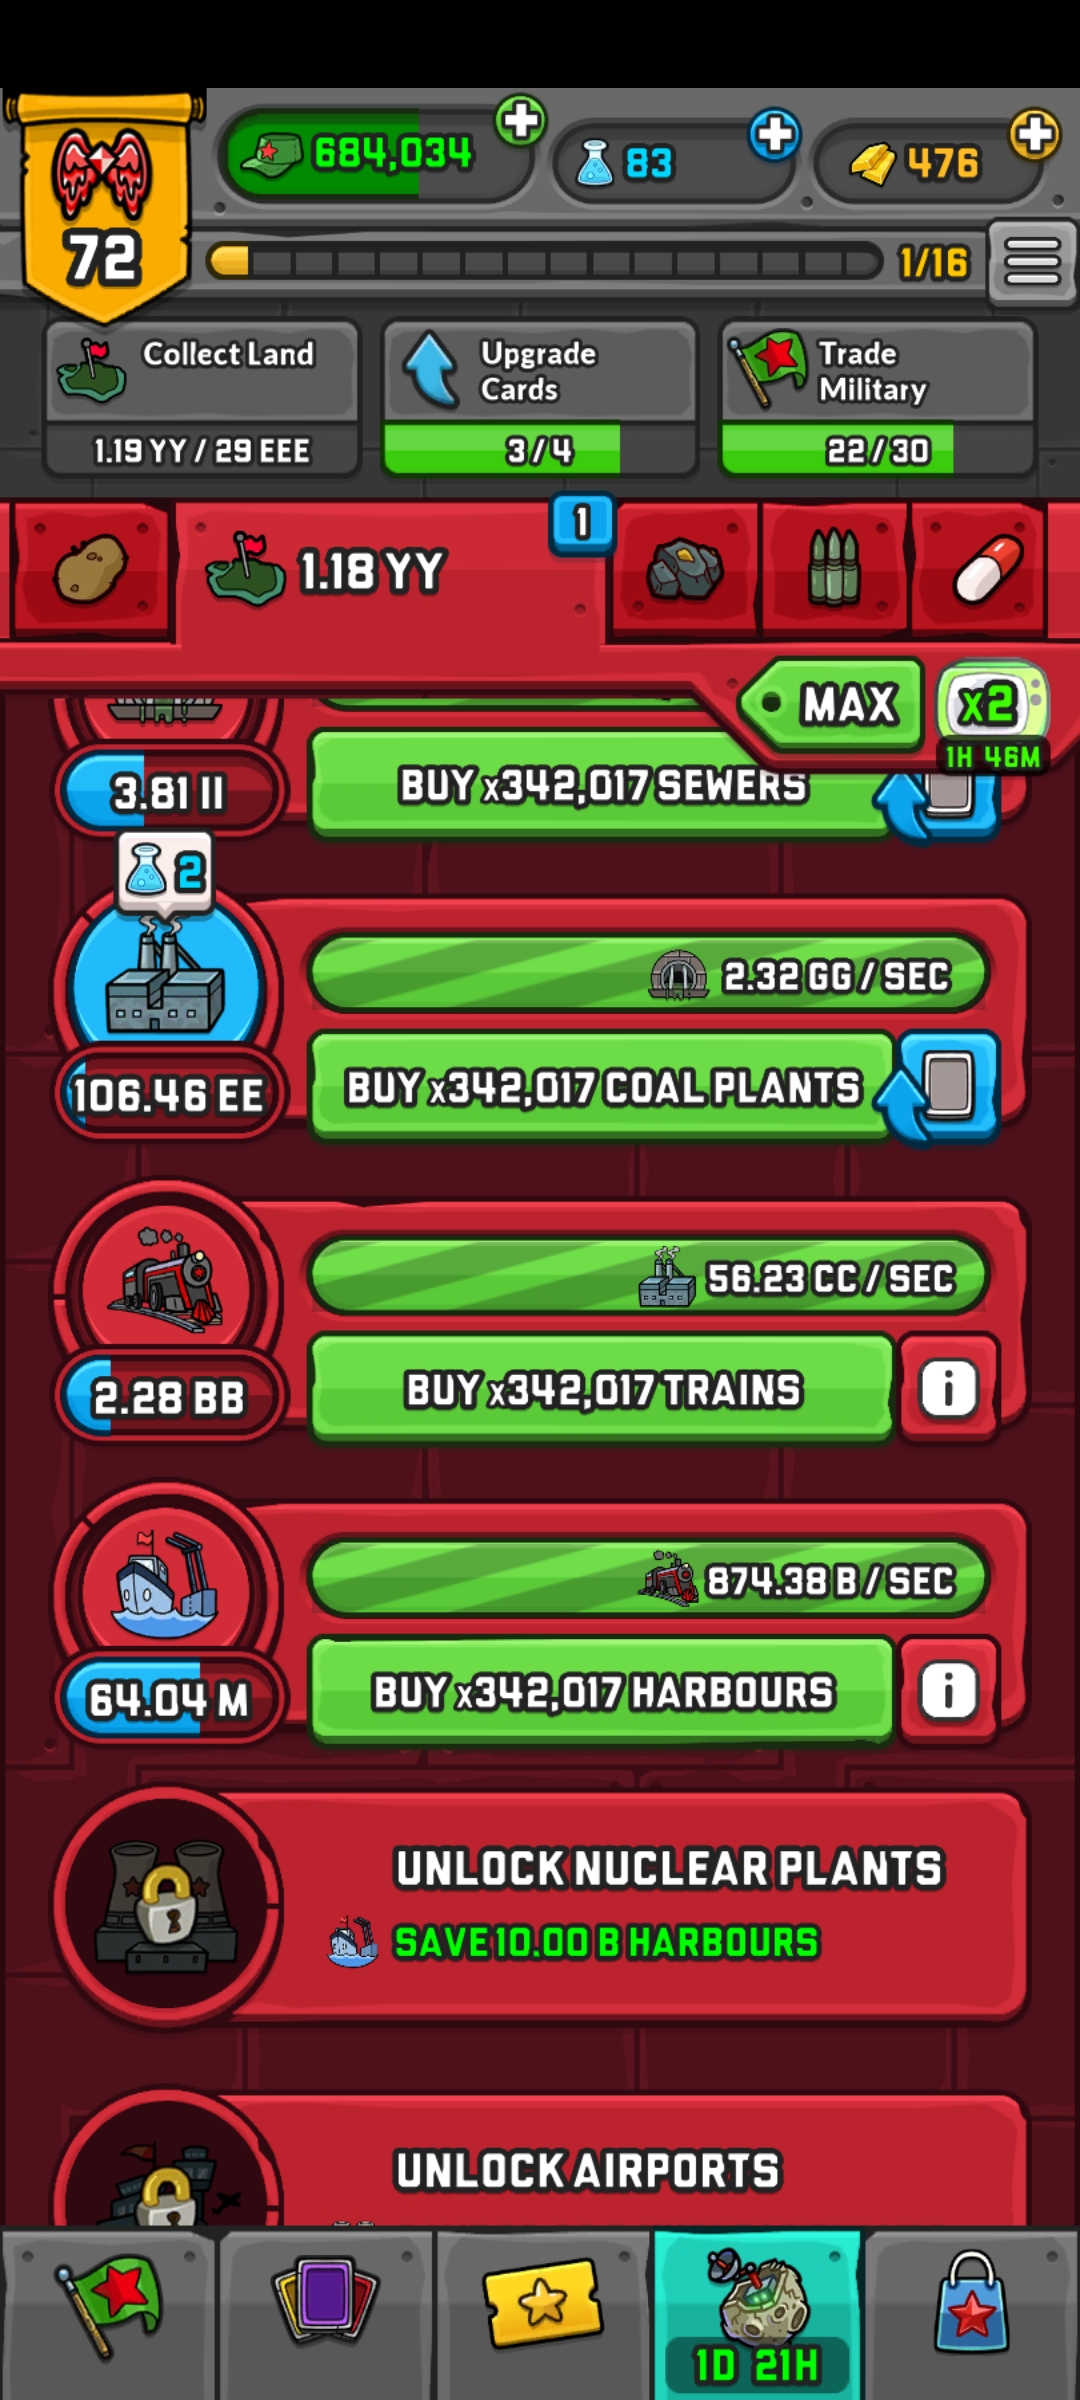 684,034
83
476
72
1/16
Collect Land
1.19 YY / 29 EEE
Upgrade
Cards
3/4
Trade
Military
22/30
1.18 YY
1
MAX
x2
1H 46M
3.81 II
BUY x342,017 SEWERS
2
2.32 GG / SEC
106.46 EE
BUY x342,017 COAL PLANTS
56.23 CC / SEC
2.28 BB
BUY x342,017 TRAINS
i
874.38 B / SEC
64.04 M
BUY x342,017 HARBOURS
i
UNLOCK NUCLEAR PLANTS
SAVE 10.00 B HARBOURS
UNLOCK AIRPORTS
1D 21H